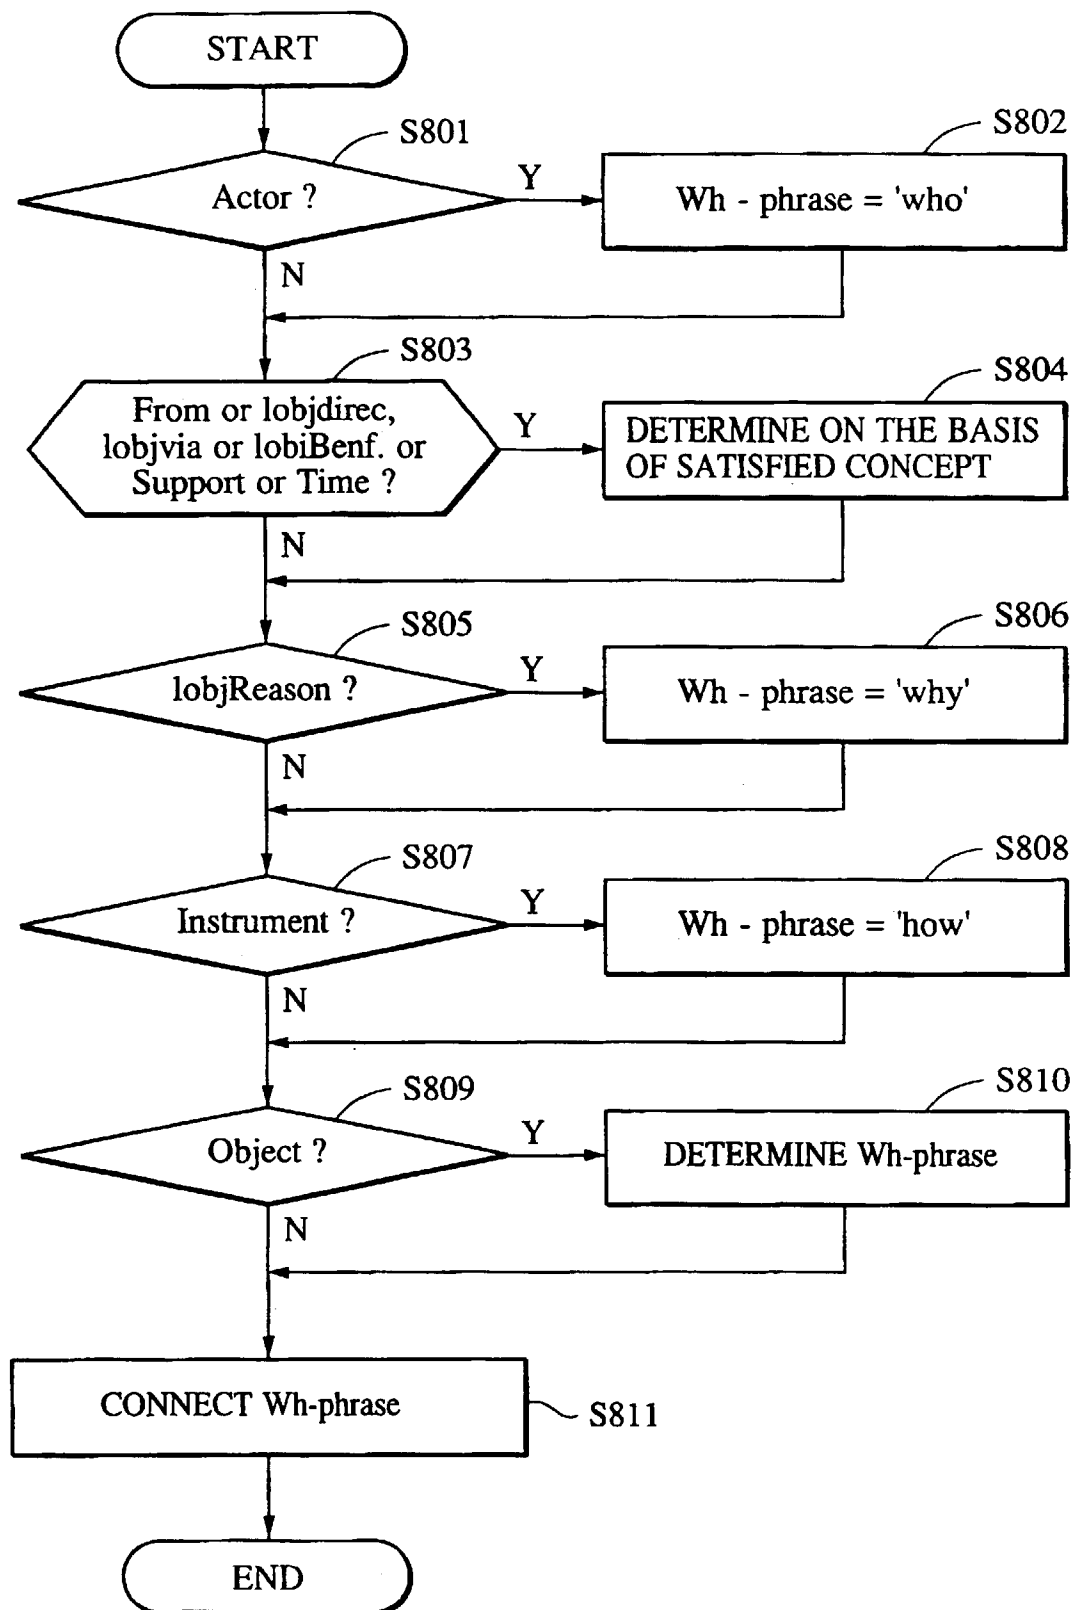 START
S801
Actor ?
Y
S802
Wh - phrase = 'who'
N
S803
From or lobjdirec,
lobjvia or lobiBenf. or
Support or Time ?
Y
S804
DETERMINE ON THE BASIS
OF SATISFIED CONCEPT
N
S805
lobjReason ?
Y
S806
Wh - phrase = 'why'
N
S807
Instrument ?
Y
S808
Wh - phrase = 'how'
N
S809
Object ?
Y
S810
DETERMINE Wh-phrase
N
CONNECT Wh-phrase
S811
END